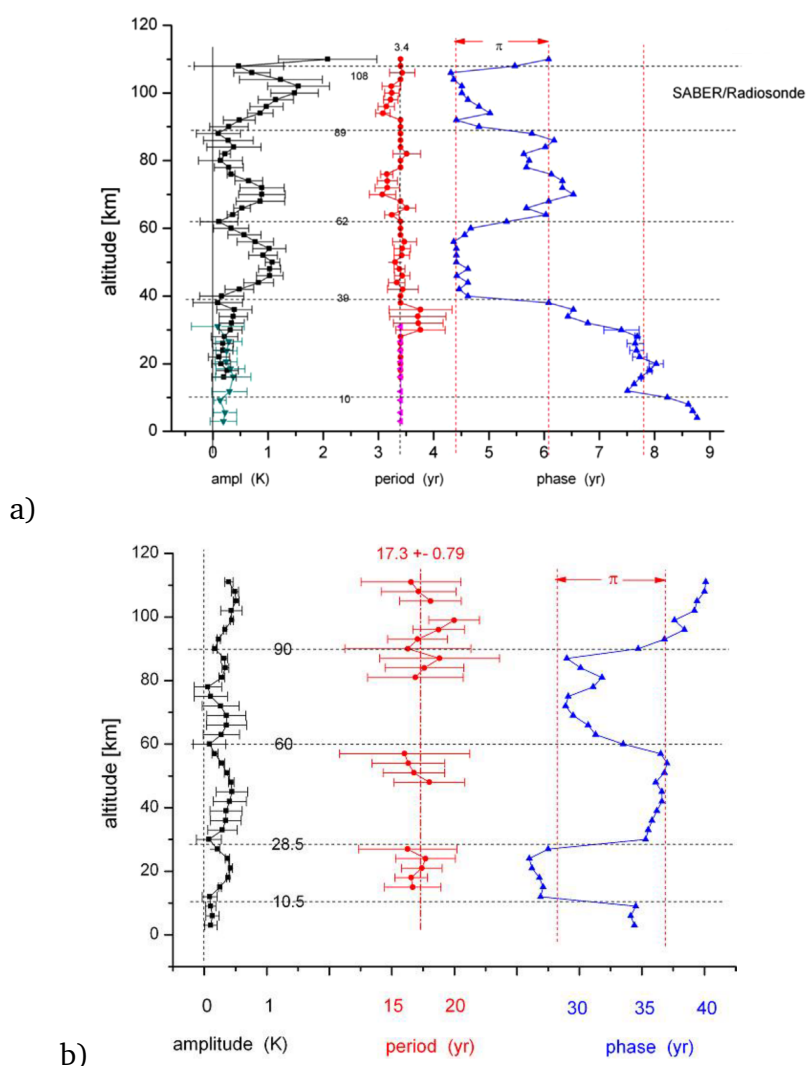 120
110
100
80
60
40
20
0
altitude [km]
3.4
π
108
SABER/Radiosonde
89
62
39
10
0 1 2 3 4 5 6 7 8 9
ampl (K) period (yr) phase (yr)
a)
17.3 +- 0.79
120
100
80
60
40
20
0
altitude [km]
π
90
60
28.5
10.5
0 1 15 20 30 35 40
amplitude (K) period (yr) phase (yr)
b)